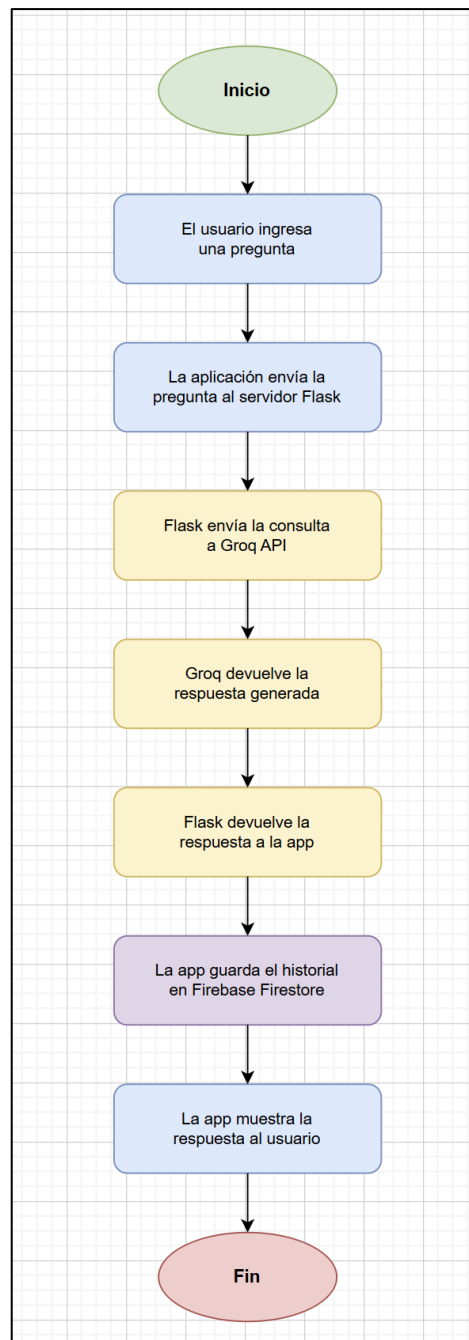 Inicio
El usuario ingresa
una pregunta
La aplicación envía la
pregunta al servidor Flask
Flask envía la consulta
a Groq API
Groq devuelve la
respuesta generada
Flask devuelve la
respuesta a la app
La app guarda el historial
en Firebase Firestore
La app muestra la
respuesta al usuario
Fin